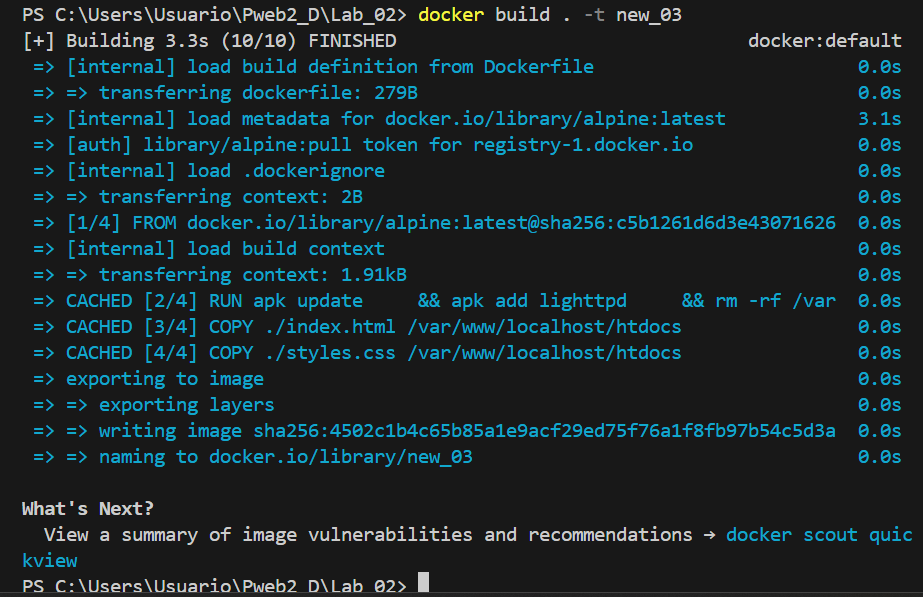 PS C:\Users\Usuario\Pweb2_D\Lab_02> docker build . -t new_03
[+] Building 3.3s (10/10) FINISHED docker:default
=> [internal] load build definition from Dockerfile 0.0s
=> => transferring dockerfile: 279B 0.0s
=> [internal] load metadata for docker.io/library/alpine:latest 3.1s
=> [auth] library/alpine:pull token for registry-1.docker.io 0.0s
=> [internal] load .dockerignore 0.0s
=> => transferring context: 2B 0.0s
=> [1/4] FROM docker.io/library/alpine:latest@sha256:c5b1261d6d3e43071626 0.0s
=> [internal] load build context 0.0s
=> => transferring context: 1.91kB 0.0s
=> CACHED [2/4] RUN apk update     && apk add lighttpd     && rm -rf /var 0.0s
=> CACHED [3/4] COPY ./index.html /var/www/localhost/htdocs 0.0s
=> CACHED [4/4] COPY ./styles.css /var/www/localhost/htdocs 0.0s
=> exporting to image 0.0s
=> => exporting layers 0.0s
=> => writing image sha256:4502c1b4c65b85a1e9acf29ed75f76a1f8fb97b54c5d3a 0.0s
=> => naming to docker.io/library/new_03 0.0s
What's Next?
View a summary of image vulnerabilities and recommendations → docker scout quic
kview
PS C:\Users\Usuario\Pweb2_D\Lab_02>